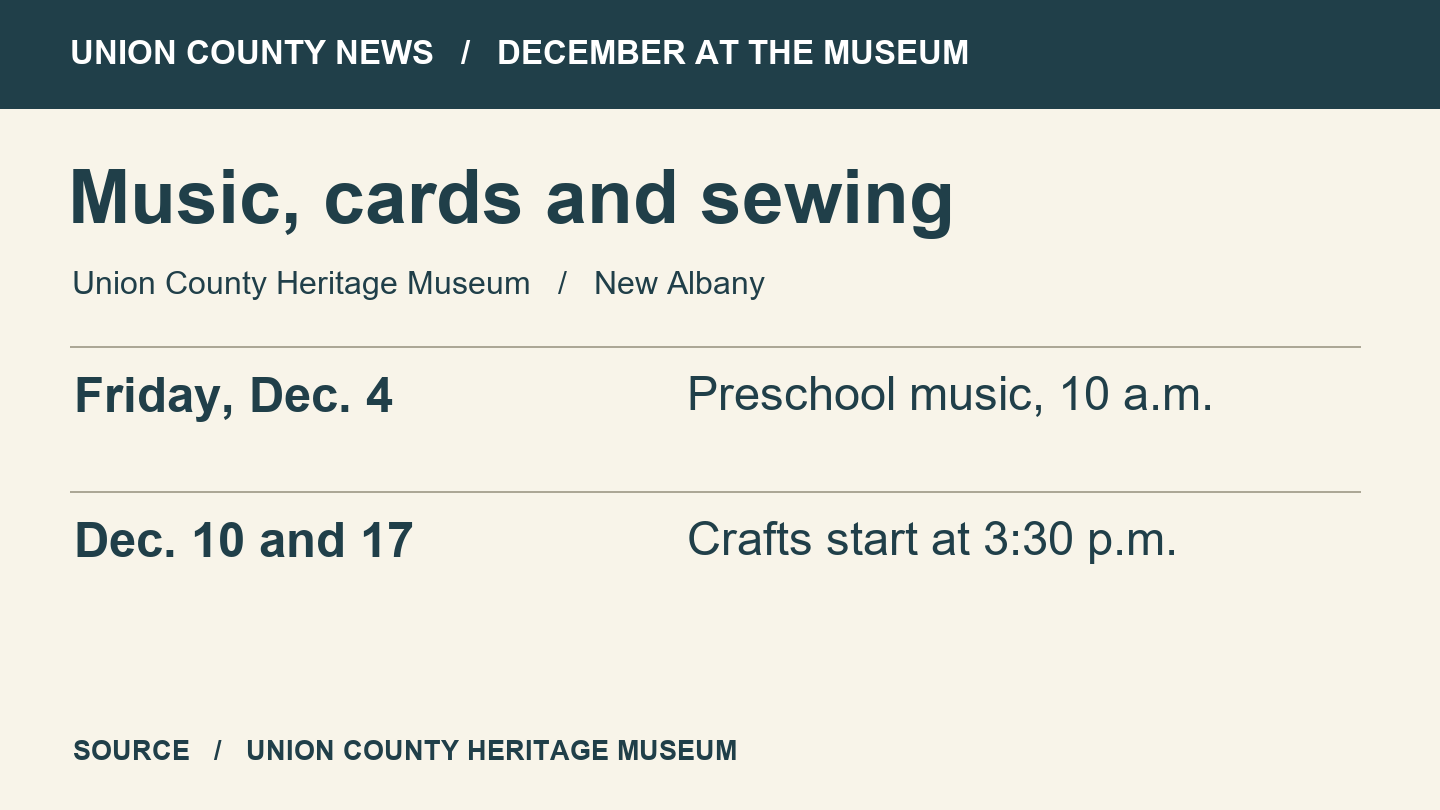 UNION COUNTY NEWS / DECEMBER AT THE MUSEUM
Music, cards and sewing
Union County Heritage Museum / New Albany
Friday, Dec. 4 Preschool music, 10 a.m.
Dec. 10 and 17 Crafts start at 3:30 p.m.
SOURCE / UNION COUNTY HERITAGE MUSEUM